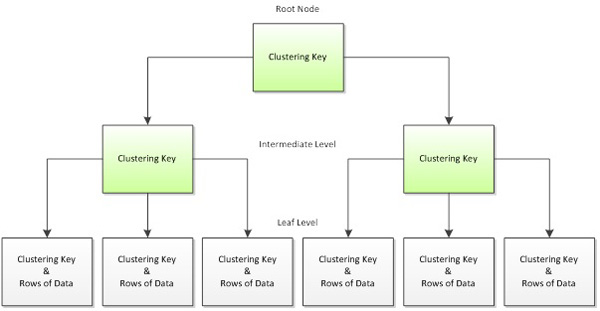 Root Node
Clustering Key
Clustering Key
Intermediate Level
Clustering Key
Leaf Level
Clustering Key
&
Rows of Data
Clustering Key
&
Rows of Data
Clustering Key
&
Rows of Data
Clustering Key
&
Rows of Data
Clustering Key
&
Rows of Data
Clustering Key
&
Rows of Data